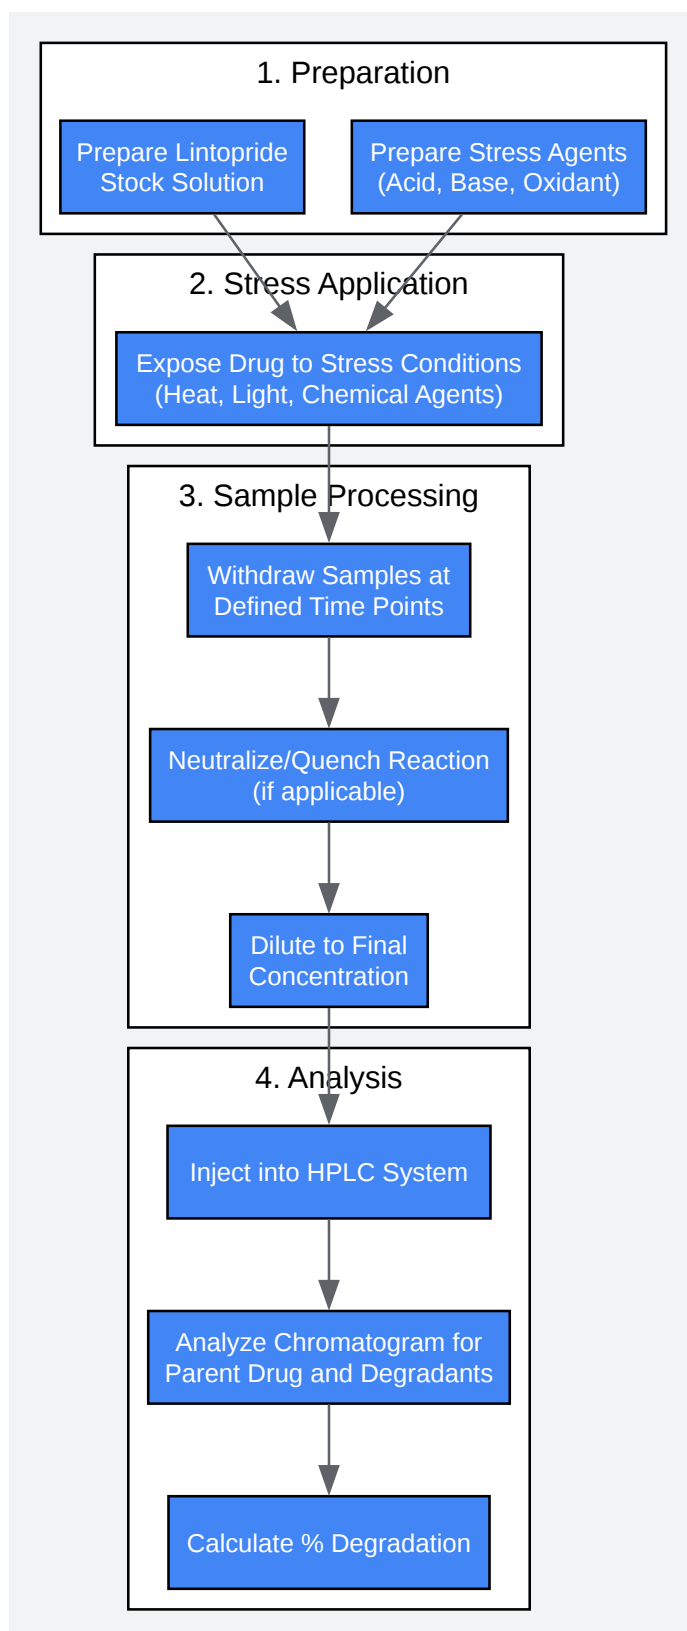 1. Preparation
Prepare Lintopride
Stock Solution
Prepare Stress Agents
(Acid, Base, Oxidant)
2. Stress Application
Expose Drug to Stress Conditions
(Heat, Light, Chemical Agents)
3. Sample Processing
Withdraw Samples at
Defined Time Points
Neutralize/Quench Reaction
(if applicable)
Dilute to Final
Concentration
4. Analysis
Inject into HPLC System
Analyze Chromatogram for
Parent Drug and Degradants
Calculate % Degradation